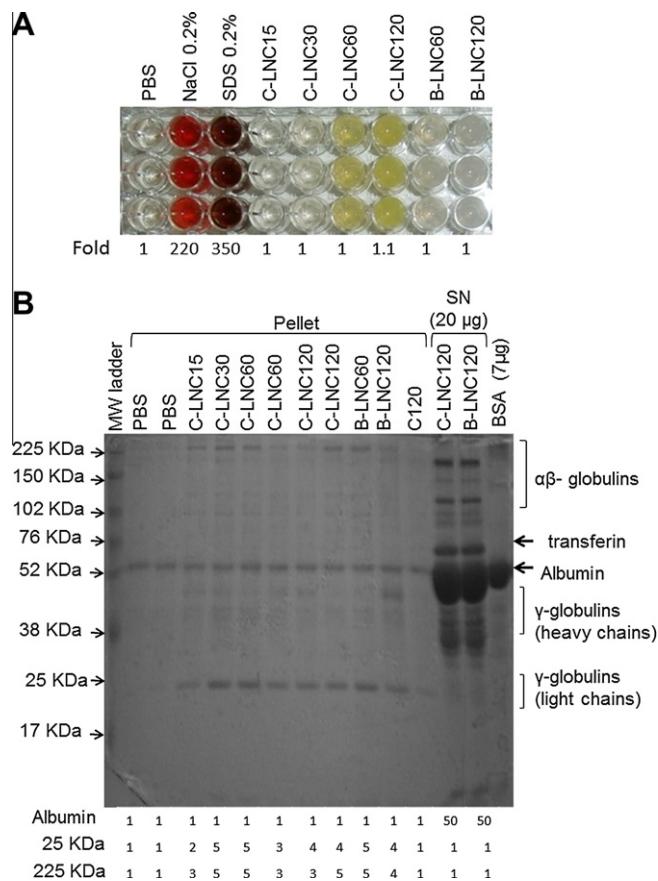 A
PBS
NaCl 0.2%
SDS 0.2%
C-LNC15
C-LNC30
C-LNC60
C-LNC120
B-LNC60
B-LNC120
Fold 1 220 350 1 1 1 1.1 1 1
B
SN
(20 µg)
Pellet
MW ladder
PBS
PBS
C-LNC15
C-LNC30
C-LNC60
C-LNC60
C-LNC120
C-LNC120
B-LNC60
B-LNC120
C120
C-LNC120
B-LNC120
BSA (7µg)
225 KDa
150 KDa
102 KDa
76 KDa
52 KDa
38 KDa
25 KDa
17 KDa
αβ- globulins
transferin
Albumin
γ-globulins
(heavy chains)
γ-globulins
(light chains)
Albumin 1 1 1 1 1 1 1 1 1 1 1 50 50
25 KDa 1 1 2 5 5 3 4 4 5 4 1 1 1
225 KDa 1 1 3 5 5 3 3 5 5 4 1 1 1